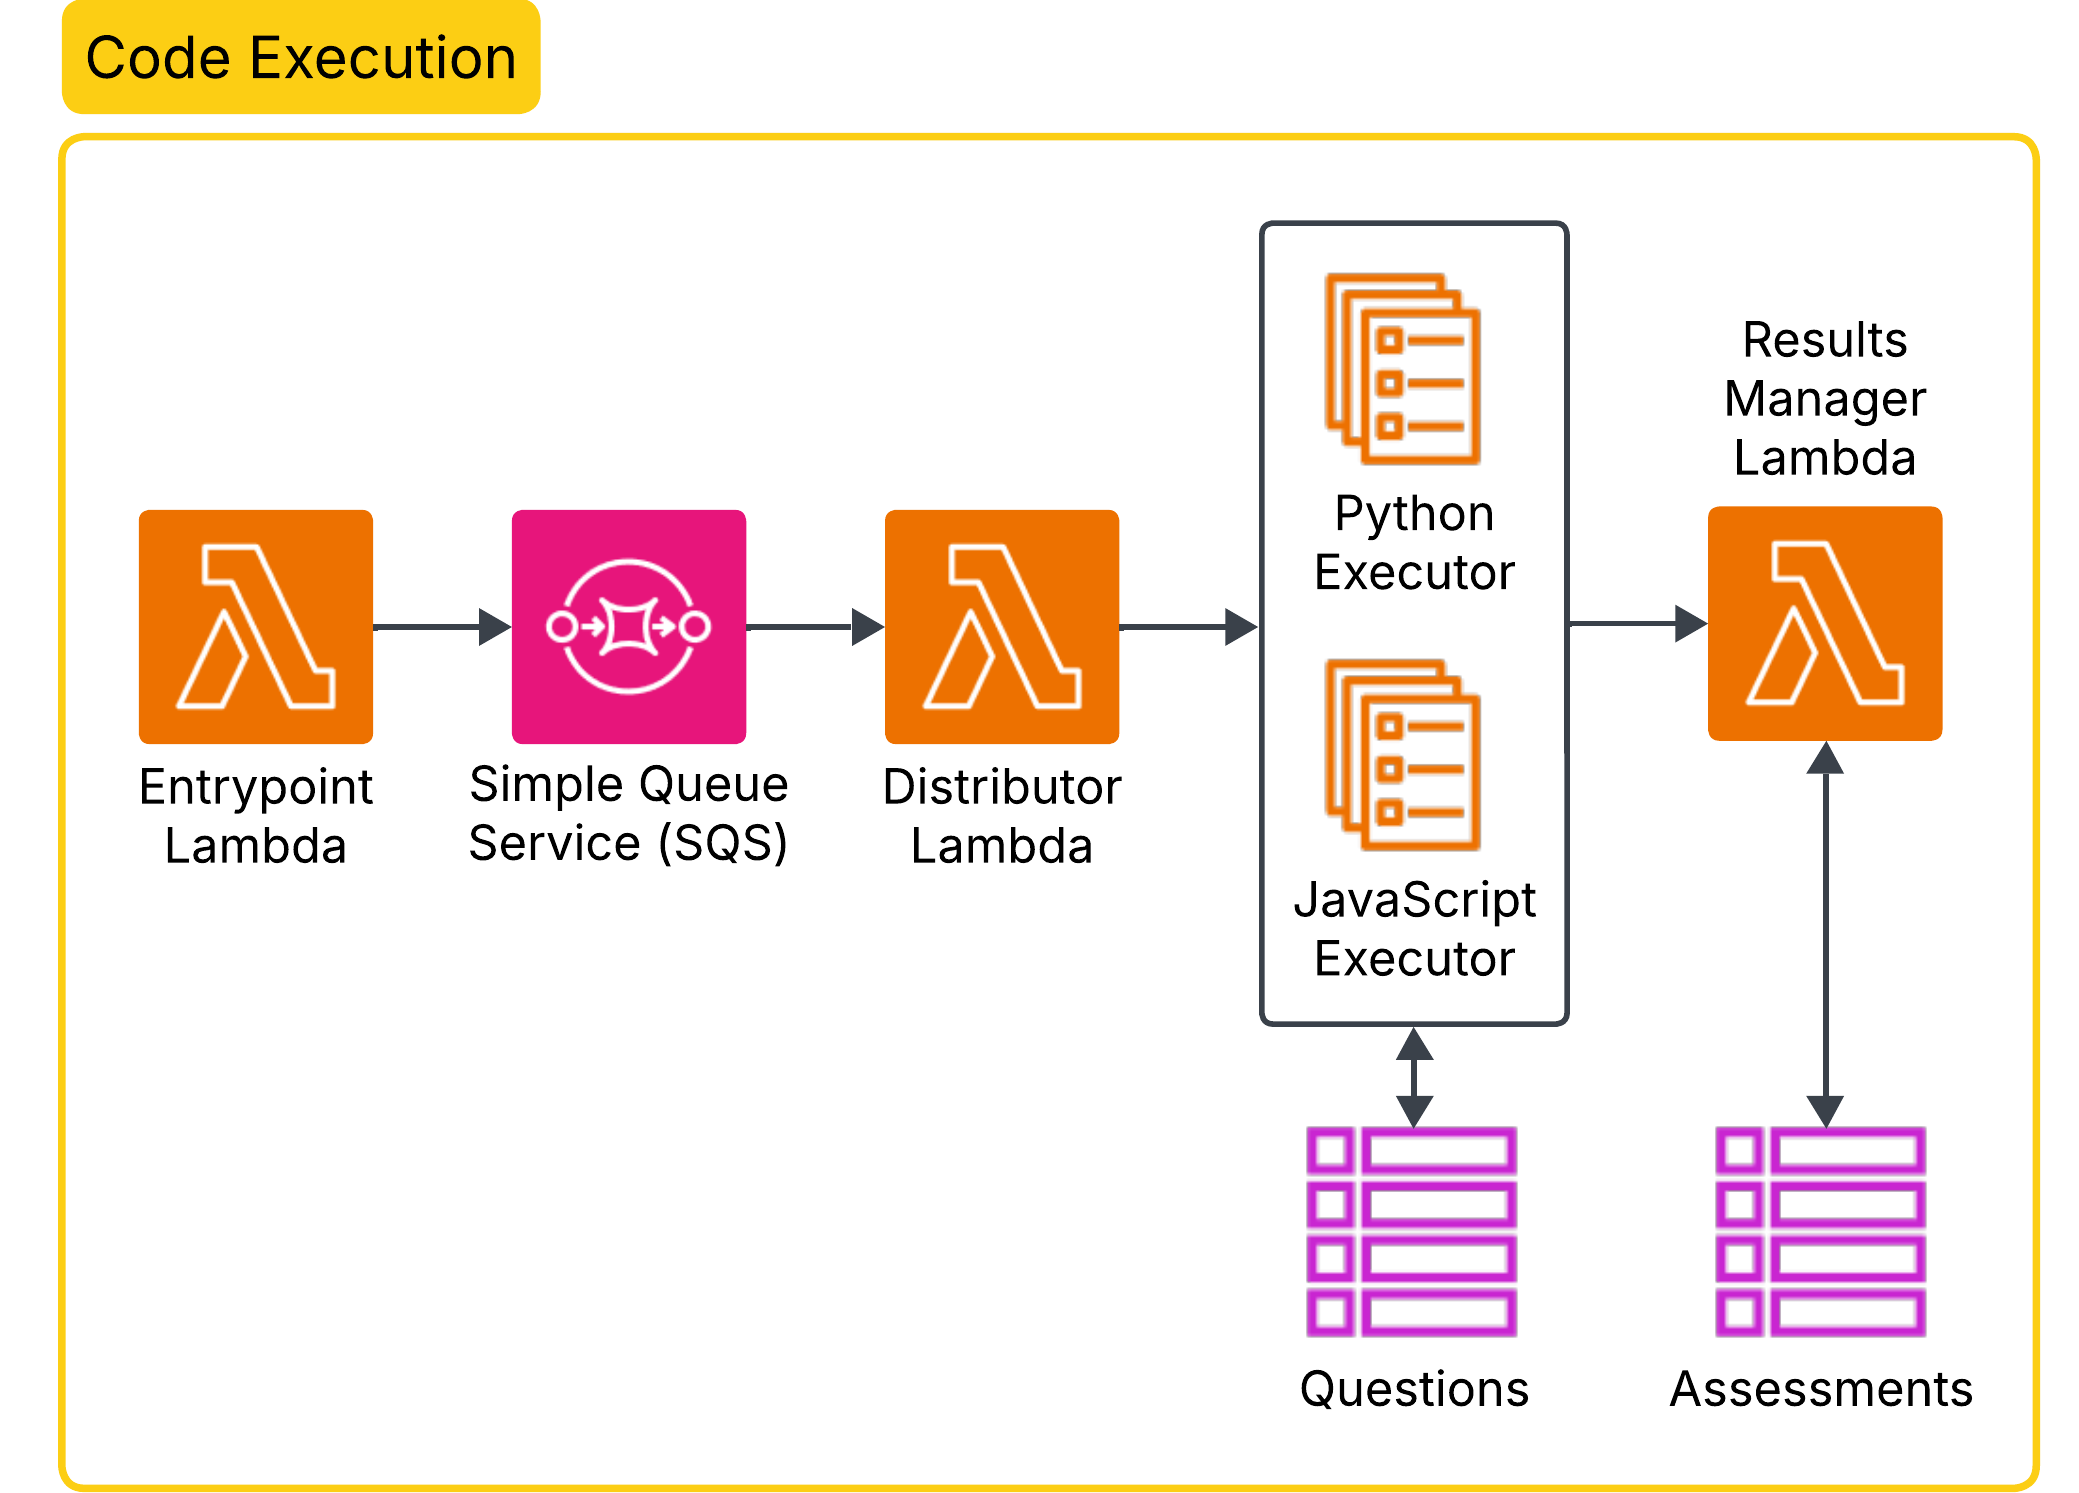 Code Execution
Entrypoint
Lambda
Simple Queue
Service (SQS)
Distributor
Lambda
Python
Executor
JavaScript
Executor
Results
Manager
Lambda
Questions
Assessments